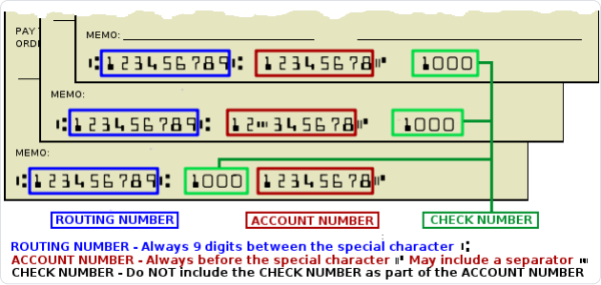 PAY
ORD
MEMO:
⑆123456789⑆ 12345678⑈ 1000
MEMO:
⑆123456789⑆ 12⑉345678⑈ 1000
MEMO:
⑆123456789⑆ 1000 12345678⑈
ROUTING NUMBER ACCOUNT NUMBER CHECK NUMBER
ROUTING NUMBER - Always 9 digits between the special character ⑆
ACCOUNT NUMBER - Always before the special character ⑈ May include a separator ⑉
CHECK NUMBER - Do NOT include the CHECK NUMBER as part of the ACCOUNT NUMBER